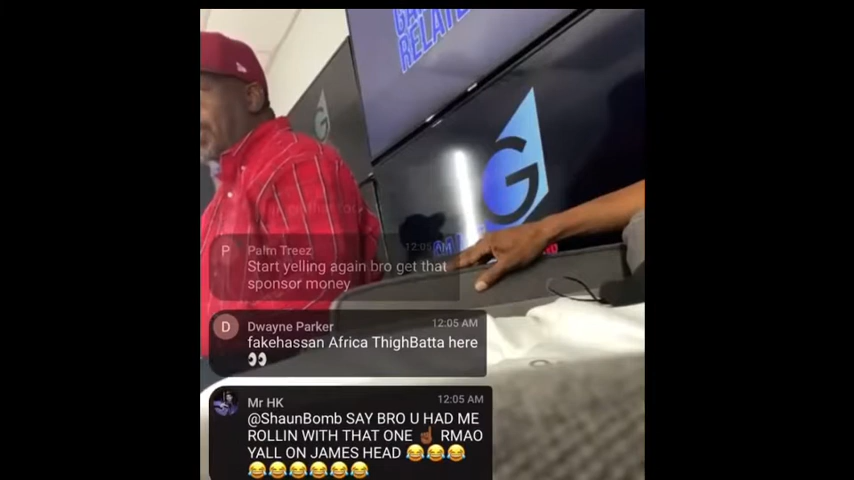 RELATE
G
P
Palm Treez
12:05 AM
Start yelling again bro get that
sponsor money
D
Dwayne Parker
12:05 AM
fakehassan Africa ThighBatta here
👀
Mr HK
12:05 AM
@ShaunBomb SAY BRO U HAD ME
ROLLIN WITH THAT ONE ☝🏾 RMAO
YALL ON JAMES HEAD 😂😂😂
😂😂😂😂😂😂